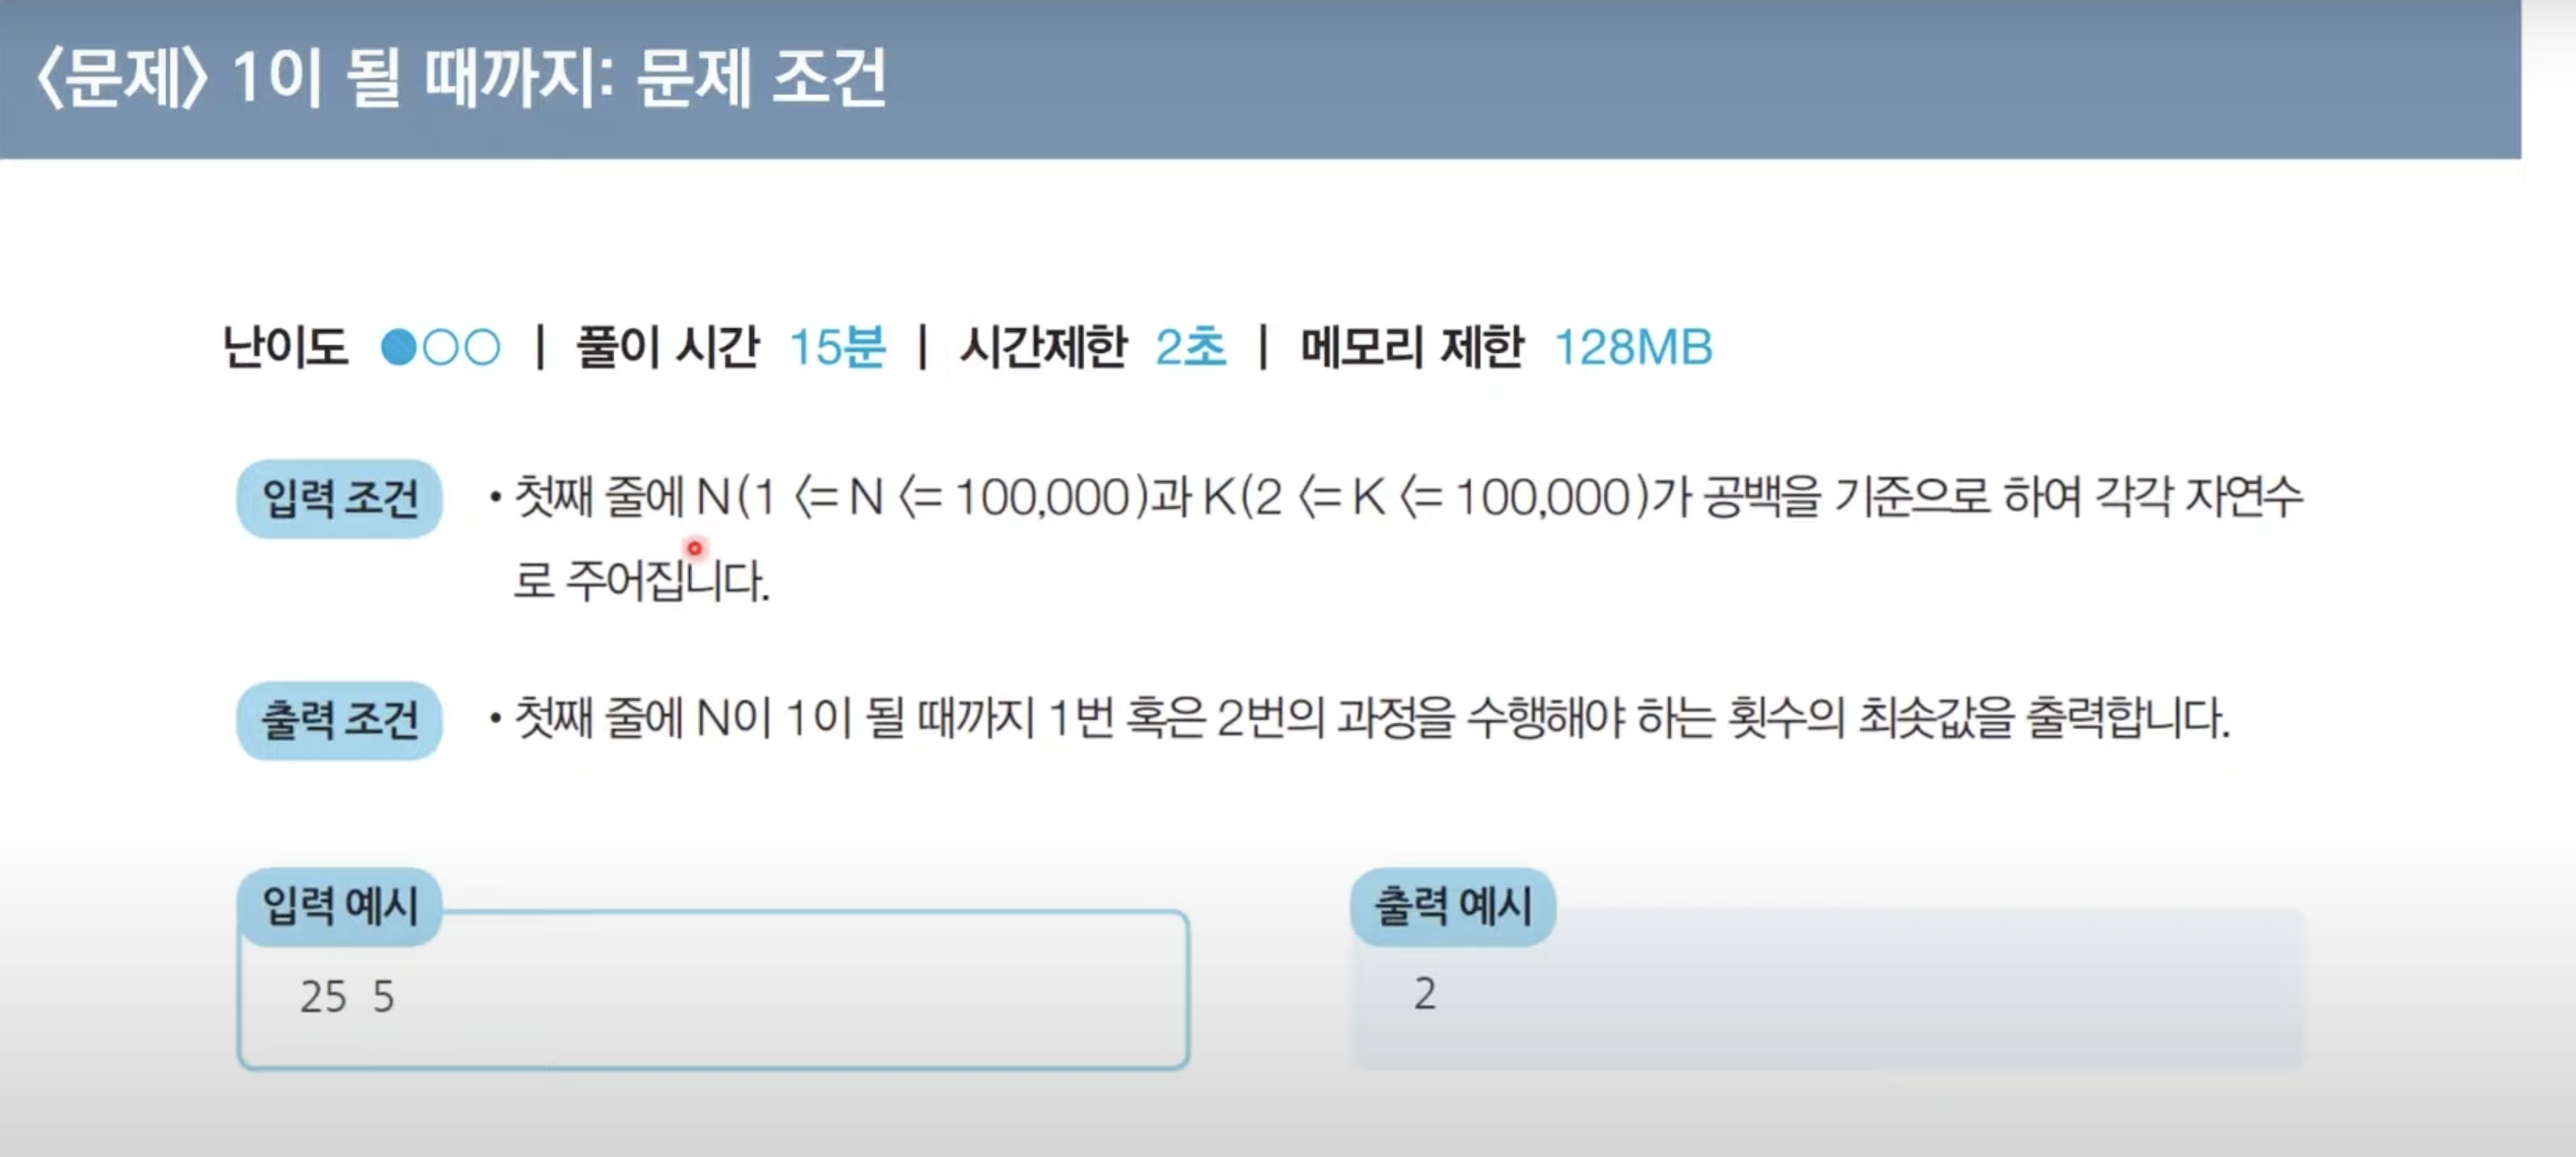 〈문제〉 1이 될 때까지: 문제 조건
난이도 ●○○ | 풀이 시간 15분 | 시간제한 2초 | 메모리 제한 128MB
입력 조건 • 첫째 줄에 N(1 <= N <= 100,000)과 K(2 <= K <= 100,000)가 공백을 기준으로 하여 각각 자연수
로 주어집니다.
출력 조건 • 첫째 줄에 N이 1이 될 때까지 1번 혹은 2번의 과정을 수행해야 하는 횟수의 최솟값을 출력합니다.
입력 예시
25 5
출력 예시
2